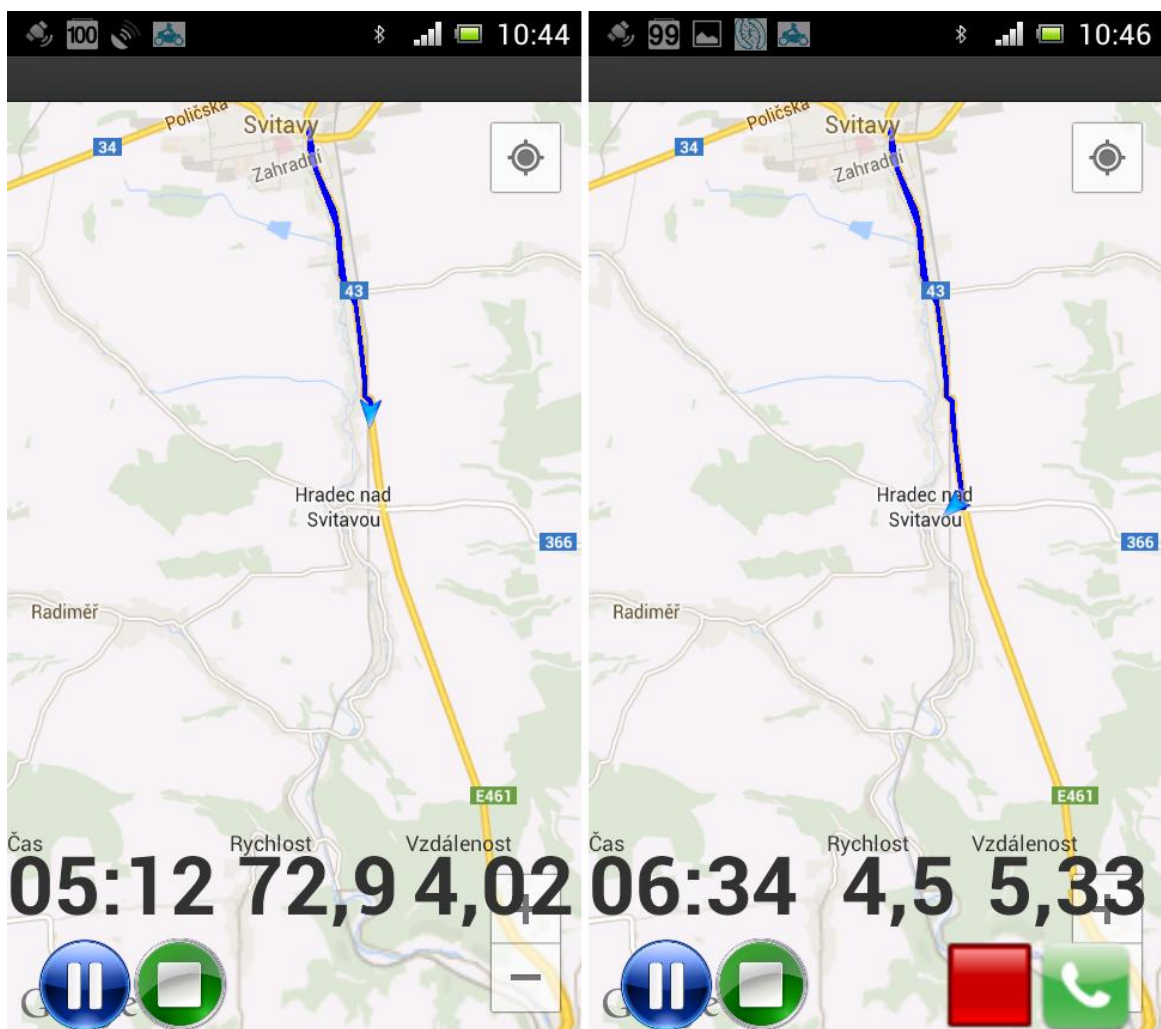 100
10:44
Poličská
Svitavy
34
Zahradní
43
Hradec nad
Svitavou
366
Radiměř
E461
Čas
Rychlost
Vzdálenost
05:12
72,9
4,02
+
−
99
10:46
Poličská
Svitavy
34
Zahradní
43
Hradec nad
Svitavou
366
Radiměř
E461
Čas
Rychlost
Vzdálenost
06:34
4,5
5,33
+